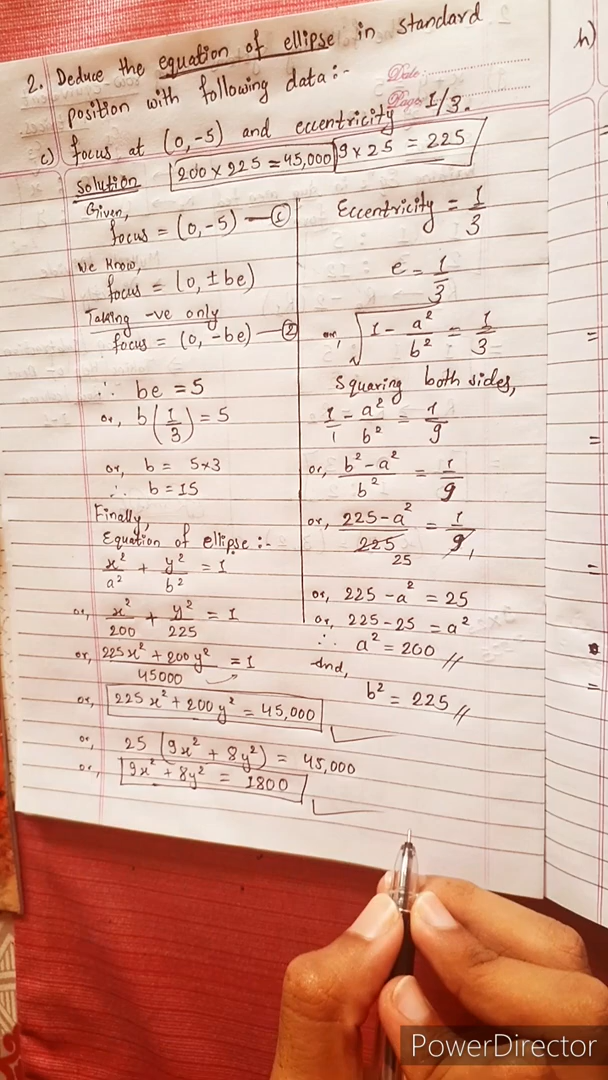 2. Deduce the equation of ellipse in standard
position with following data:-
Date:
Page:
c) focus at (0,-5) and eccentricity 1/3.
200 × 225 = 45,000
9 × 25 = 225
Solution
Given,
focus = (0,-5) — ①
We know,
focus = (0, ± be)
Taking -ve only
focus = (0, -be) — ②
∴ be = 5
or, b(1/3) = 5
or, b = 5×3
∴ b = 15
Finally,
Equation of ellipse :-
x²/a² + y²/b² = 1
or, x²/200 + y²/225 = 1
or, (225x² + 200y²)/45000 = 1
or, 225x² + 200y² = 45,000
or, 25(9x² + 8y²) = 45,000
or, 9x² + 8y² = 1800
Eccentricity = 1/3
e = 1/3
or, √(1 - a²/b²) = 1/3
Squaring both sides,
1/1 - a²/b² = 1/9
or, (b² - a²)/b² = 1/9
or, (225 - a²)/225 = 1/9
25 1
or, 225 - a² = 25
or, 225 - 25 = a²
∴ a² = 200 //
And,
b² = 225 //
h)
=
=
=
=
PowerDirector